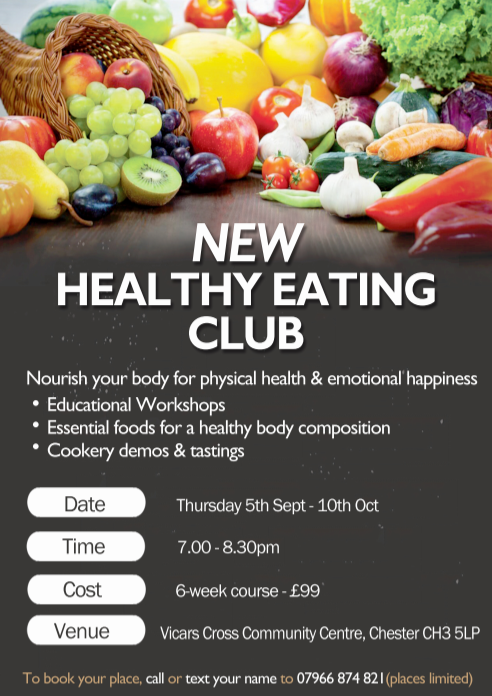 NEW
HEALTHY EATING
CLUB
Nourish your body for physical health & emotional happiness
• Educational Workshops
• Essential foods for a healthy body composition
• Cookery demos & tastings
Date Thursday 5th Sept - 10th Oct
Time 7.00 - 8.30pm
Cost 6-week course - £99
Venue Vicars Cross Community Centre, Chester CH3 5LP
To book your place, call or text your name to 07966 874 821 (places limited)